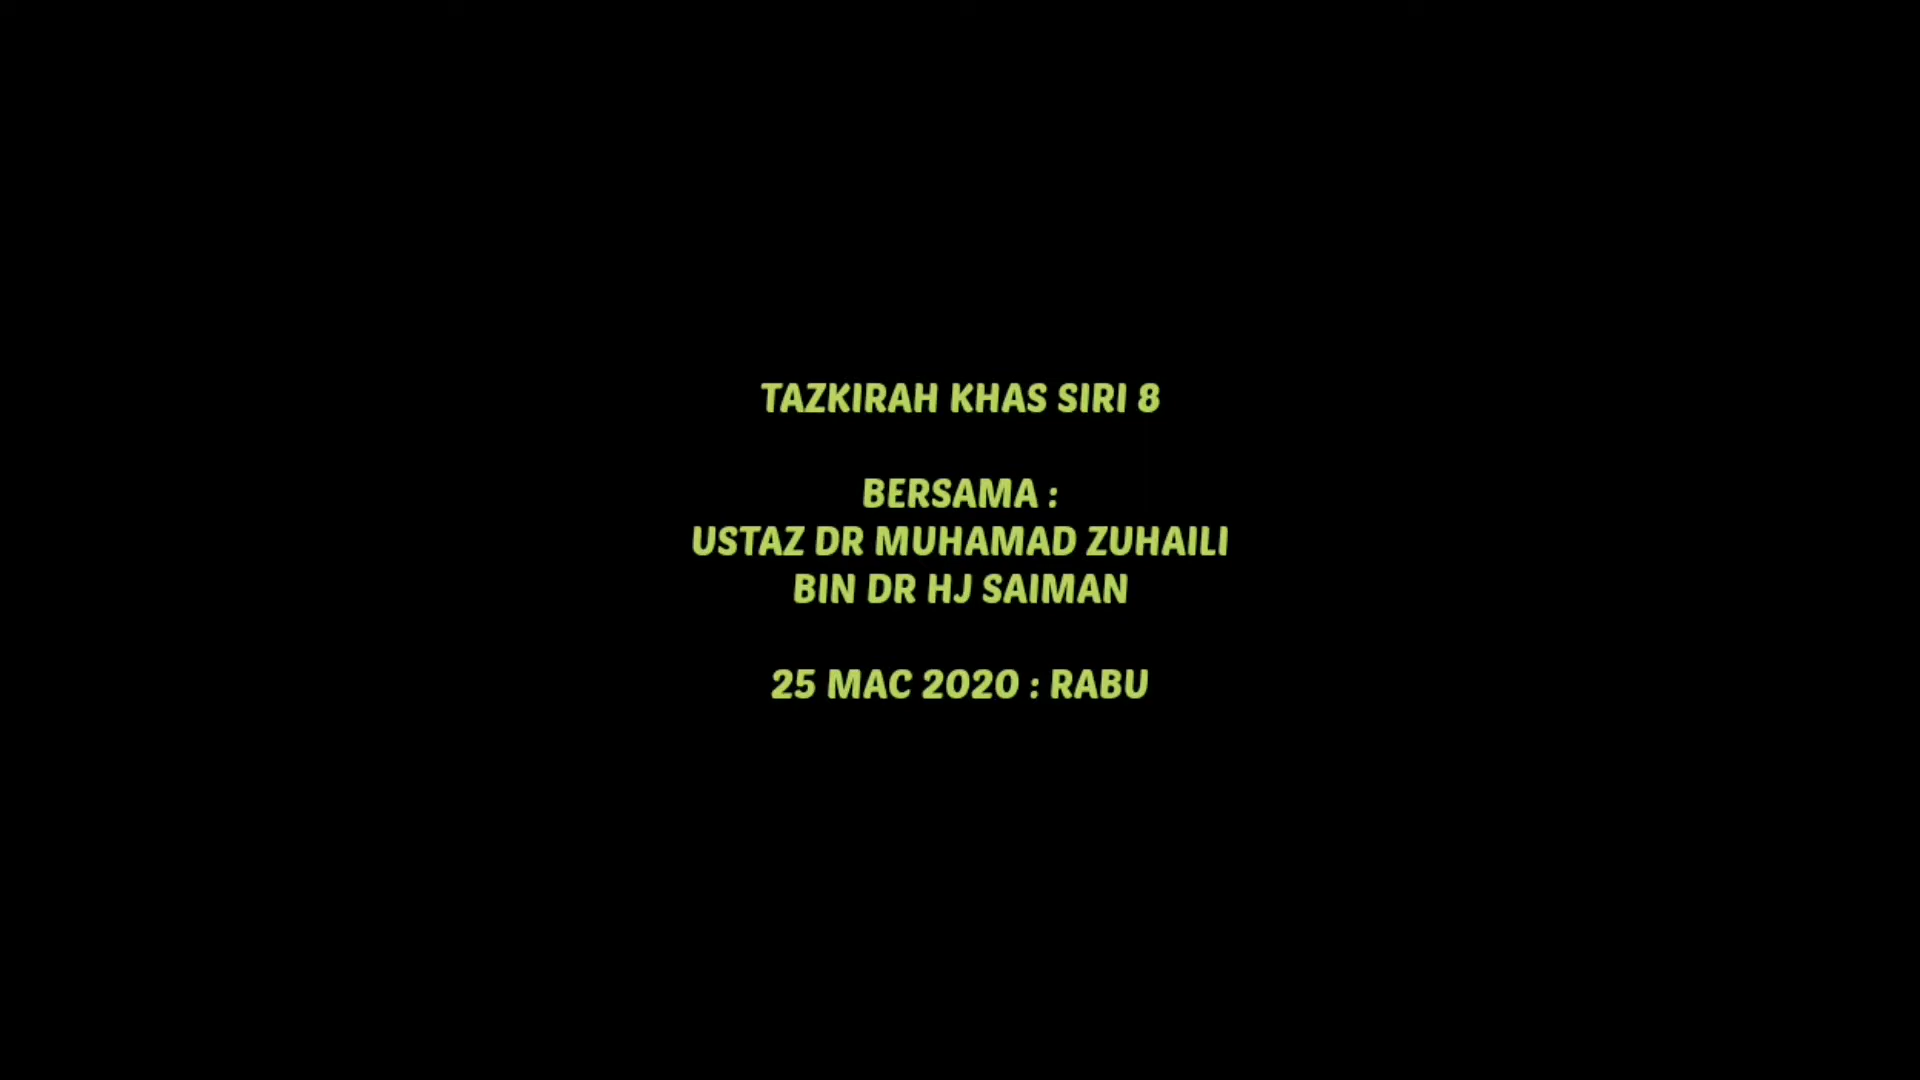 TAZKIRAH KHAS SIRI 8
BERSAMA :
USTAZ DR MUHAMAD ZUHAILI
BIN DR HJ SAIMAN
25 MAC 2020 : RABU